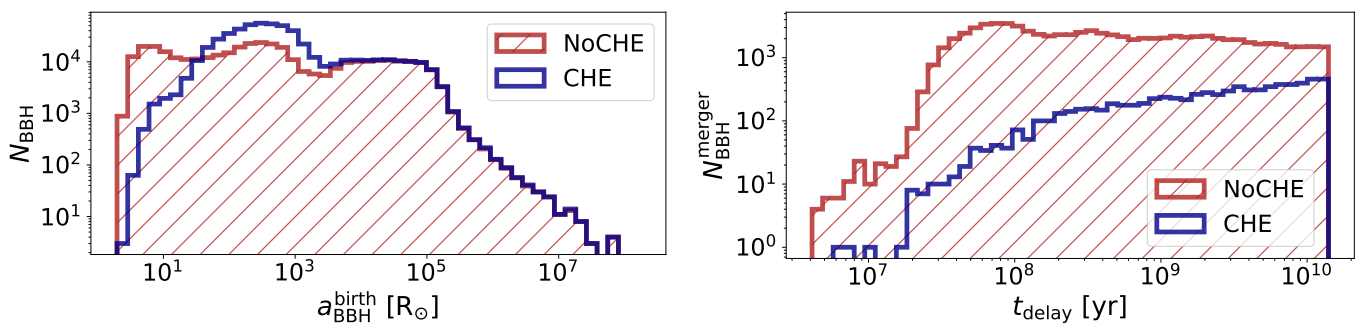 N_BBH
10^4
10^3
10^2
10^1
NoCHE
CHE
10^1 10^3 10^5 10^7
a_BBH^birth [R_⊙]
N_BBH^merger
10^3
10^2
10^1
10^0
NoCHE
CHE
10^7 10^8 10^9 10^10
t_delay [yr]